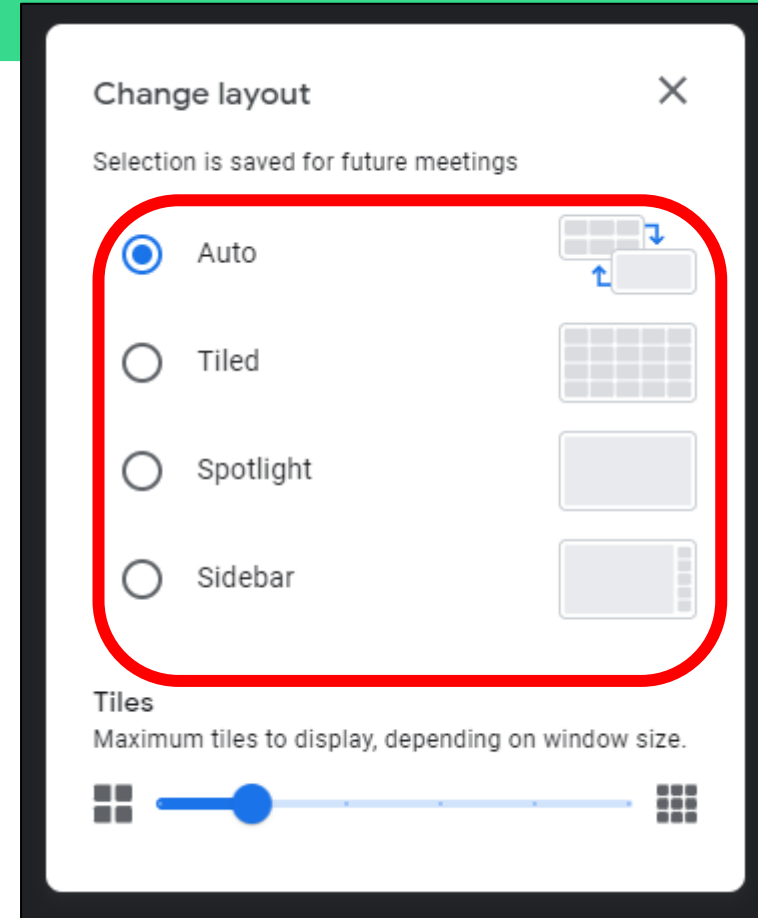 Change layout
Selection is saved for future meetings
Auto
Tiled
Spotlight
Sidebar
Tiles
Maximum tiles to display, depending on window size.